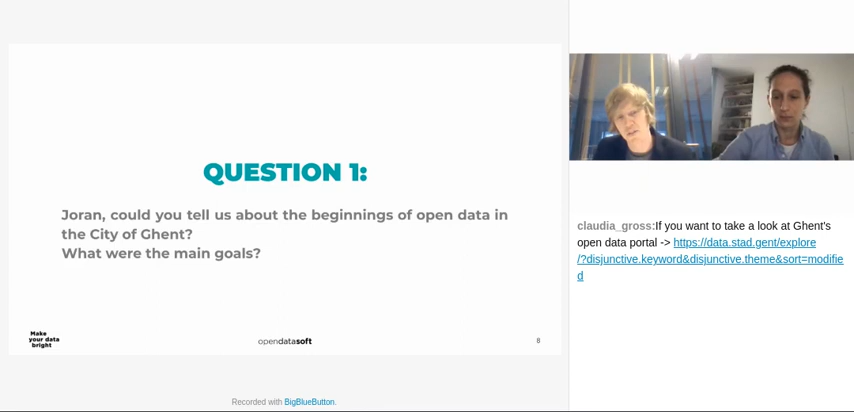 QUESTION 1:
Joran, could you tell us about the beginnings of open data in
the City of Ghent?
What were the main goals?
Make
your data
bright
opendatasoft
8
Recorded with BigBlueButton.
claudia_gross:If you want to take a look at Ghent's
open data portal -> https://data.stad.gent/explore
/?disjunctive.keyword&disjunctive.theme&sort=modifie
d